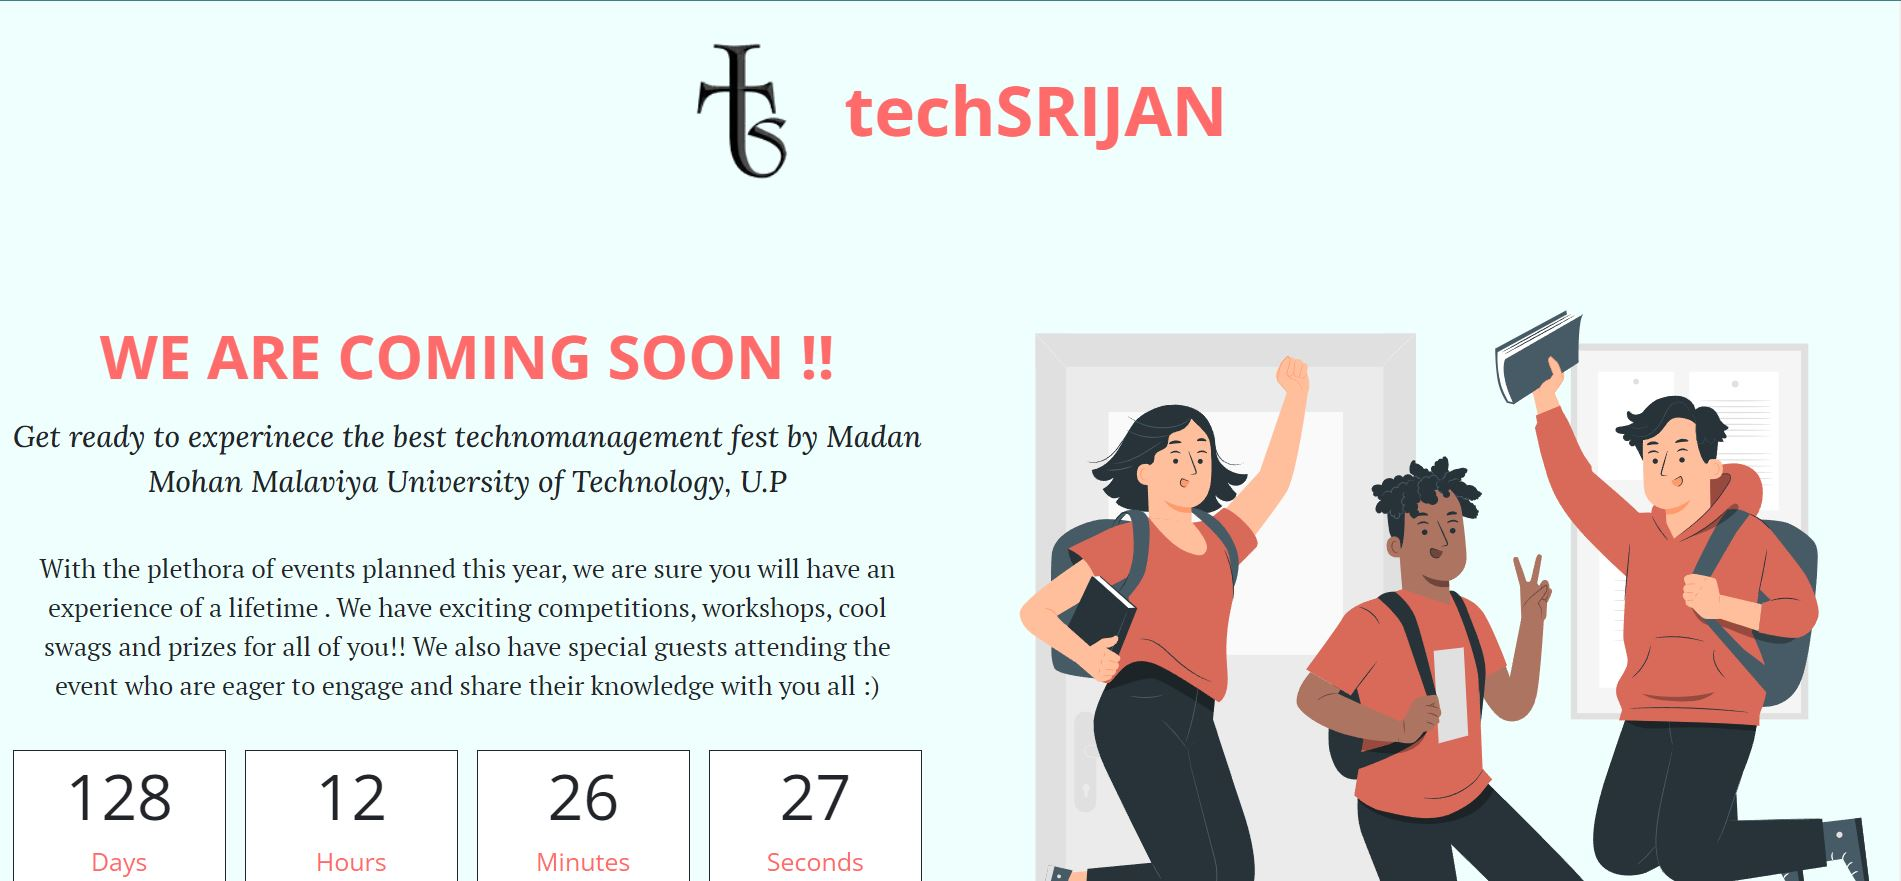 ts
techSRIJAN
WE ARE COMING SOON !!
Get ready to experinece the best technomanagement fest by Madan
Mohan Malaviya University of Technology, U.P
With the plethora of events planned this year, we are sure you will have an
experience of a lifetime . We have exciting competitions, workshops, cool
swags and prizes for all of you!! We also have special guests attending the
event who are eager to engage and share their knowledge with you all :)
128 12 26 27
Days Hours Minutes Seconds